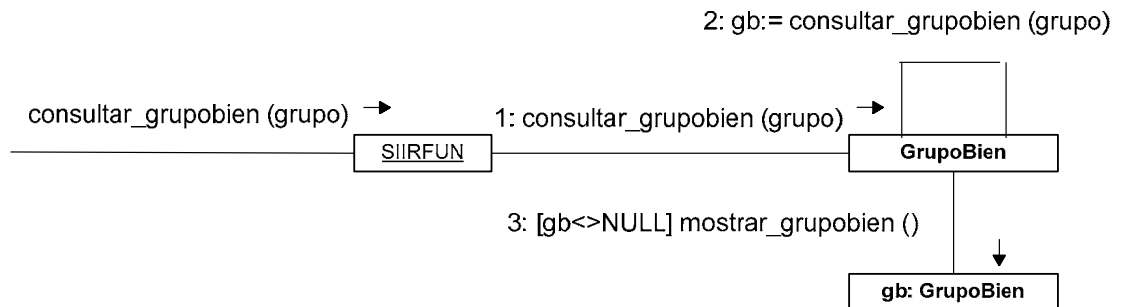 2: gb:= consultar_grupobien (grupo)
consultar_grupobien (grupo)
1: consultar_grupobien (grupo)
SIIRFUN
GrupoBien
3: [gb<>NULL] mostrar_grupobien ()
gb: GrupoBien